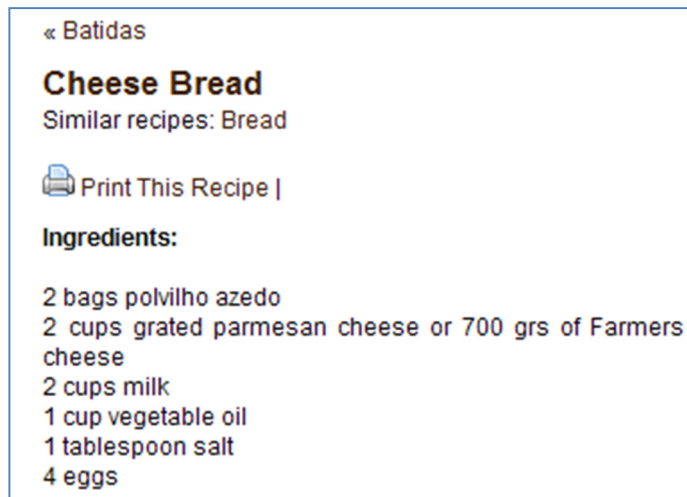 « Batidas
Cheese Bread
Similar recipes: Bread
Print This Recipe |
Ingredients:
2 bags polvilho azedo
2 cups grated parmesan cheese or 700 grs of Farmers
cheese
2 cups milk
1 cup vegetable oil
1 tablespoon salt
4 eggs